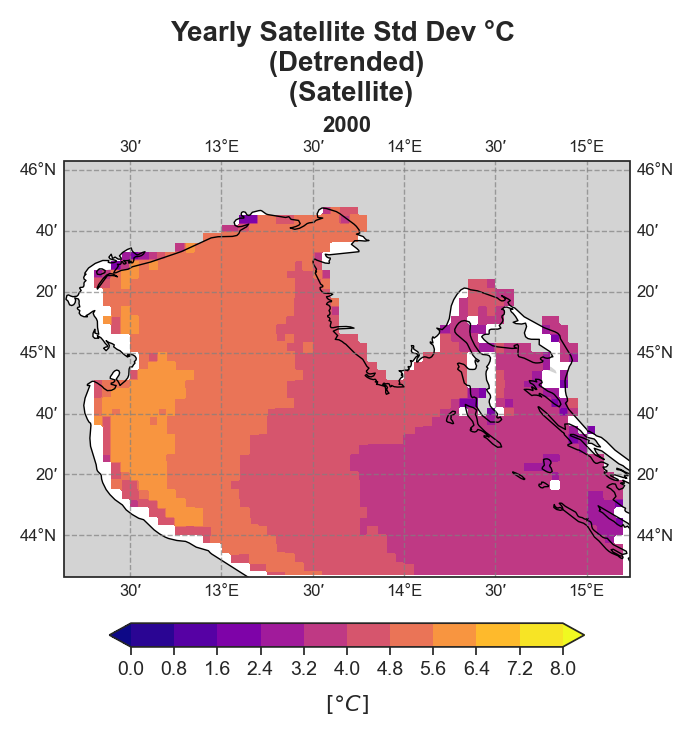 Yearly Satellite Std Dev °C
(Detrended)
(Satellite)
2000
30′ 13°E 30′ 14°E 30′ 15°E
46°N 46°N
40′ 40′
20′ 20′
45°N 45°N
40′ 40′
20′ 20′
44°N 44°N
30′ 13°E 30′ 14°E 30′ 15°E
0.0 0.8 1.6 2.4 3.2 4.0 4.8 5.6 6.4 7.2 8.0
[°C]